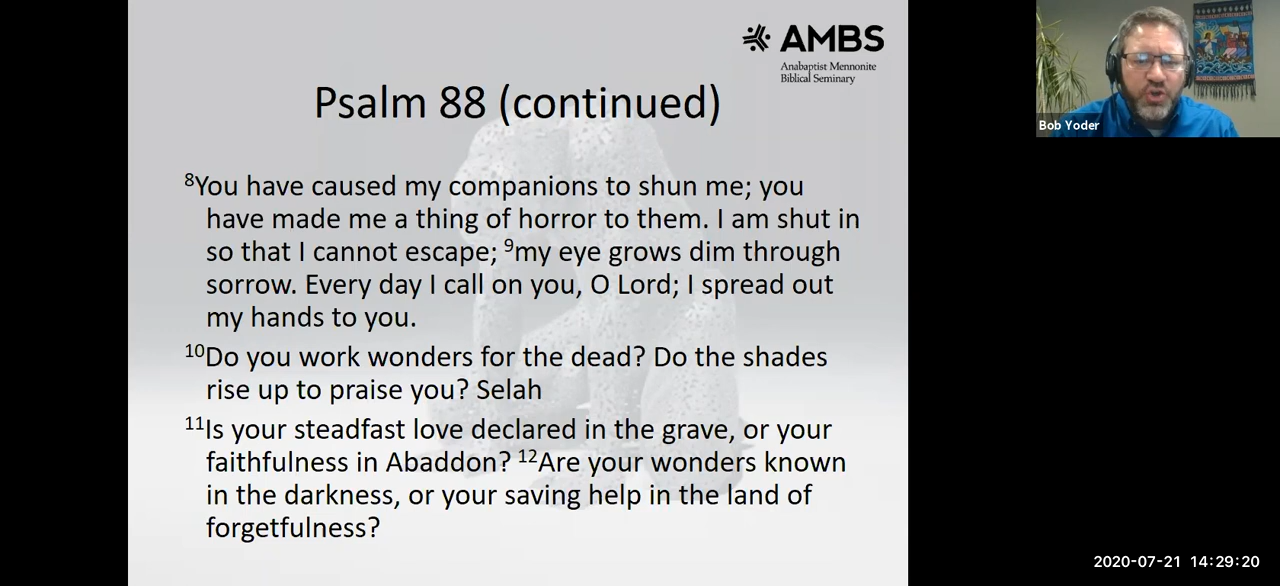 AMBS
Anabaptist Mennonite
Biblical Seminary
Psalm 88 (continued)
8You have caused my companions to shun me; you
have made me a thing of horror to them. I am shut in
so that I cannot escape; 9my eye grows dim through
sorrow. Every day I call on you, O Lord; I spread out
my hands to you.
10Do you work wonders for the dead? Do the shades
rise up to praise you? Selah
11Is your steadfast love declared in the grave, or your
faithfulness in Abaddon? 12Are your wonders known
in the darkness, or your saving help in the land of
forgetfulness?
Bob Yoder
2020-07-21 14:29:20